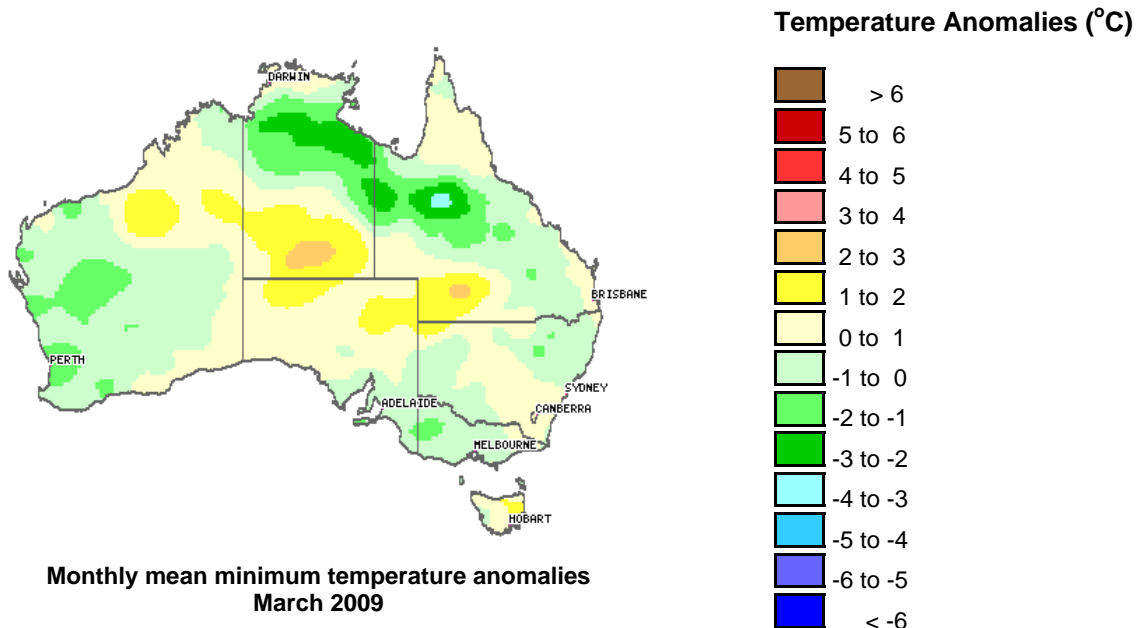 Temperature Anomalies (°C)
DARWIN
BRISBANE
PERTH
SYDNEY
ADELAIDE
CANBERRA
MELBOURNE
HOBART
> 6
5 to 6
4 to 5
3 to 4
2 to 3
1 to 2
0 to 1
-1 to 0
-2 to -1
-3 to -2
-4 to -3
-5 to -4
-6 to -5
< -6
Monthly mean minimum temperature anomalies
March 2009